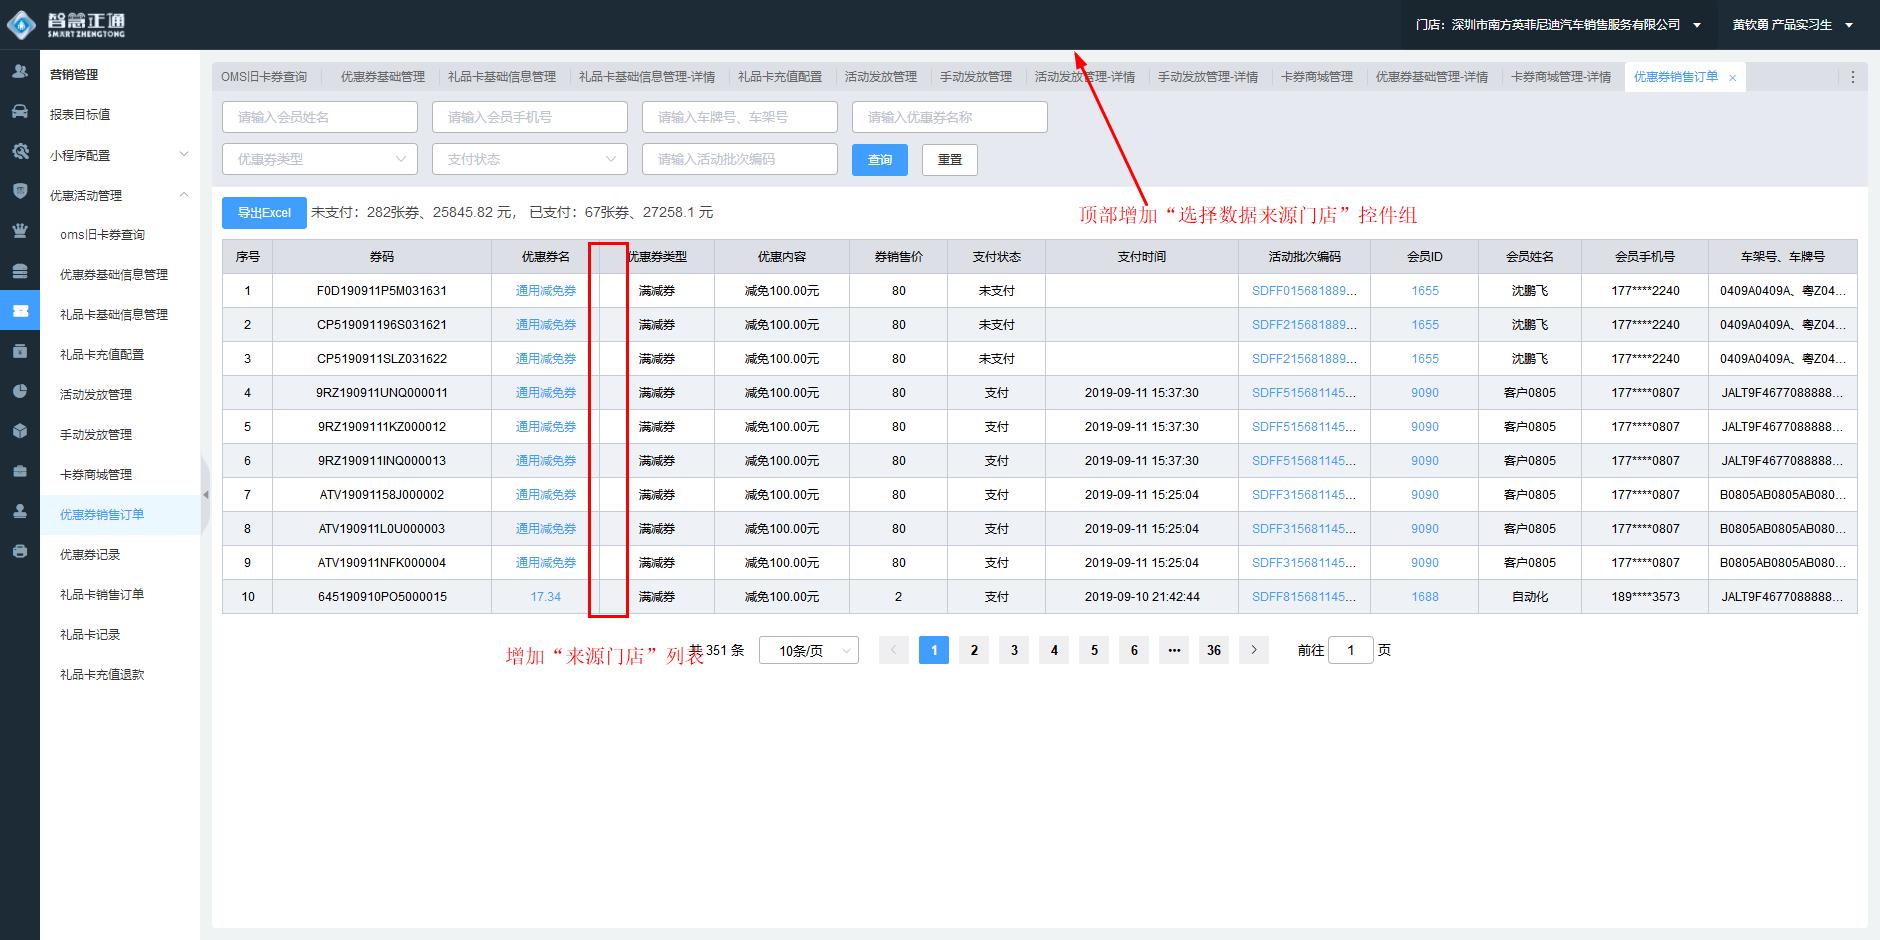 智慧正通
SMART ZHENGTONG
门店：深圳市南方英菲尼迪汽车销售服务有限公司
黄钦勇 产品实习生
营销管理
报表目标值
小程序配置
优惠活动管理
oms旧卡券查询
优惠券基础信息管理
礼品卡基础信息管理
礼品卡充值配置
活动发放管理
手动发放管理
卡券商城管理
优惠券销售订单
优惠券记录
礼品卡销售订单
礼品卡记录
礼品卡充值退款
OMS旧卡券查询 优惠券基础管理 礼品卡基础信息管理 礼品卡基础信息管理-详情 礼品卡充值配置 活动发放管理 手动发放管理 活动发放管理-详情 手动发放管理-详情 卡券商城管理 优惠券基础管理-详情 卡券商城管理-详情 优惠券销售订单 ×
请输入会员姓名 请输入会员手机号 请输入车牌号、车架号 请输入优惠券名称
优惠券类型 支付状态 请输入活动批次编码 查询 重置
顶部增加“选择数据来源门店”控件组
导出Excel 未支付：282张券、25845.82 元， 已支付：67张券、27258.1 元
序号 券码 优惠券名 优惠券类型 优惠内容 券销售价 支付状态 支付时间 活动批次编码 会员ID 会员姓名 会员手机号 车架号、车牌号
1 F0D190911P5M031631 通用减免券 满减券 减免100.00元 80 未支付 SDFF015681889... 1655 沈鹏飞 177****2240 0409A0409A、粤Z04...
2 CP519091196S031621 通用减免券 满减券 减免100.00元 80 未支付 SDFF215681889... 1655 沈鹏飞 177****2240 0409A0409A、粤Z04...
3 CP5190911SLZ031622 通用减免券 满减券 减免100.00元 80 未支付 SDFF215681889... 1655 沈鹏飞 177****2240 0409A0409A、粤Z04...
4 9RZ190911UNQ000011 通用减免券 满减券 减免100.00元 80 支付 2019-09-11 15:37:30 SDFF515681145... 9090 客户0805 177****0807 JALT9F4677088888...
5 9RZ1909111KZ000012 通用减免券 满减券 减免100.00元 80 支付 2019-09-11 15:37:30 SDFF515681145... 9090 客户0805 177****0807 JALT9F4677088888...
6 9RZ190911INQ000013 通用减免券 满减券 减免100.00元 80 支付 2019-09-11 15:37:30 SDFF515681145... 9090 客户0805 177****0807 JALT9F4677088888...
7 ATV19091158J000002 通用减免券 满减券 减免100.00元 80 支付 2019-09-11 15:25:04 SDFF315681145... 9090 客户0805 177****0807 B0805AB0805AB080...
8 ATV190911L0U000003 通用减免券 满减券 减免100.00元 80 支付 2019-09-11 15:25:04 SDFF315681145... 9090 客户0805 177****0807 B0805AB0805AB080...
9 ATV190911NFK000004 通用减免券 满减券 减免100.00元 80 支付 2019-09-11 15:25:04 SDFF315681145... 9090 客户0805 177****0807 B0805AB0805AB080...
10 645190910PO5000015 17.34 满减券 减免100.00元 2 支付 2019-09-10 21:42:44 SDFF815681145... 1688 自动化 189****3573 JALT9F4677088888...
增加“来源门店”列表
共 351 条 10条/页 1 2 3 4 5 6 ••• 36 前往 1 页